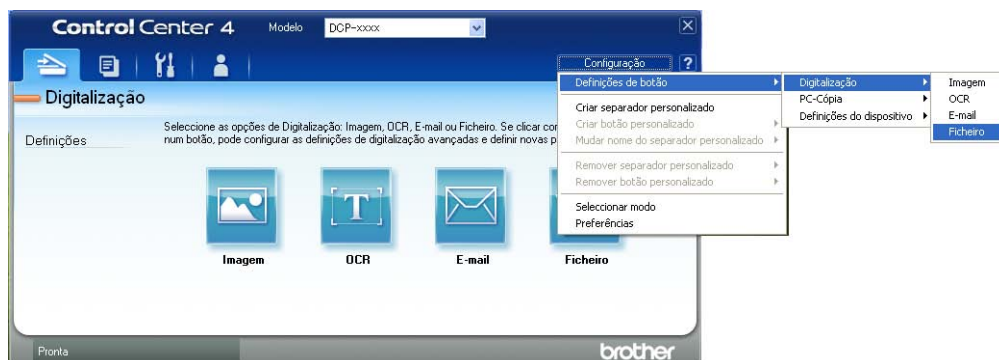 Control Center 4
Modelo
DCP-xxxx
Configuração
?
Digitalização
Definições
Seleccione as opções de Digitalização: Imagem, OCR, E-mail ou Ficheiro. Se clicar
num botão, pode configurar as definições de digitalização avançadas e definir novas
Imagem
OCR
E-mail
Ficheiro
Definições de botão
Criar separador personalizado
Criar botão personalizado
Mudar nome do separador personalizado
Remover separador personalizado
Remover botão personalizado
Seleccionar modo
Preferências
Digitalização
PC-Cópia
Definições do dispositivo
Imagem
OCR
E-mail
Ficheiro
Pronta
brother